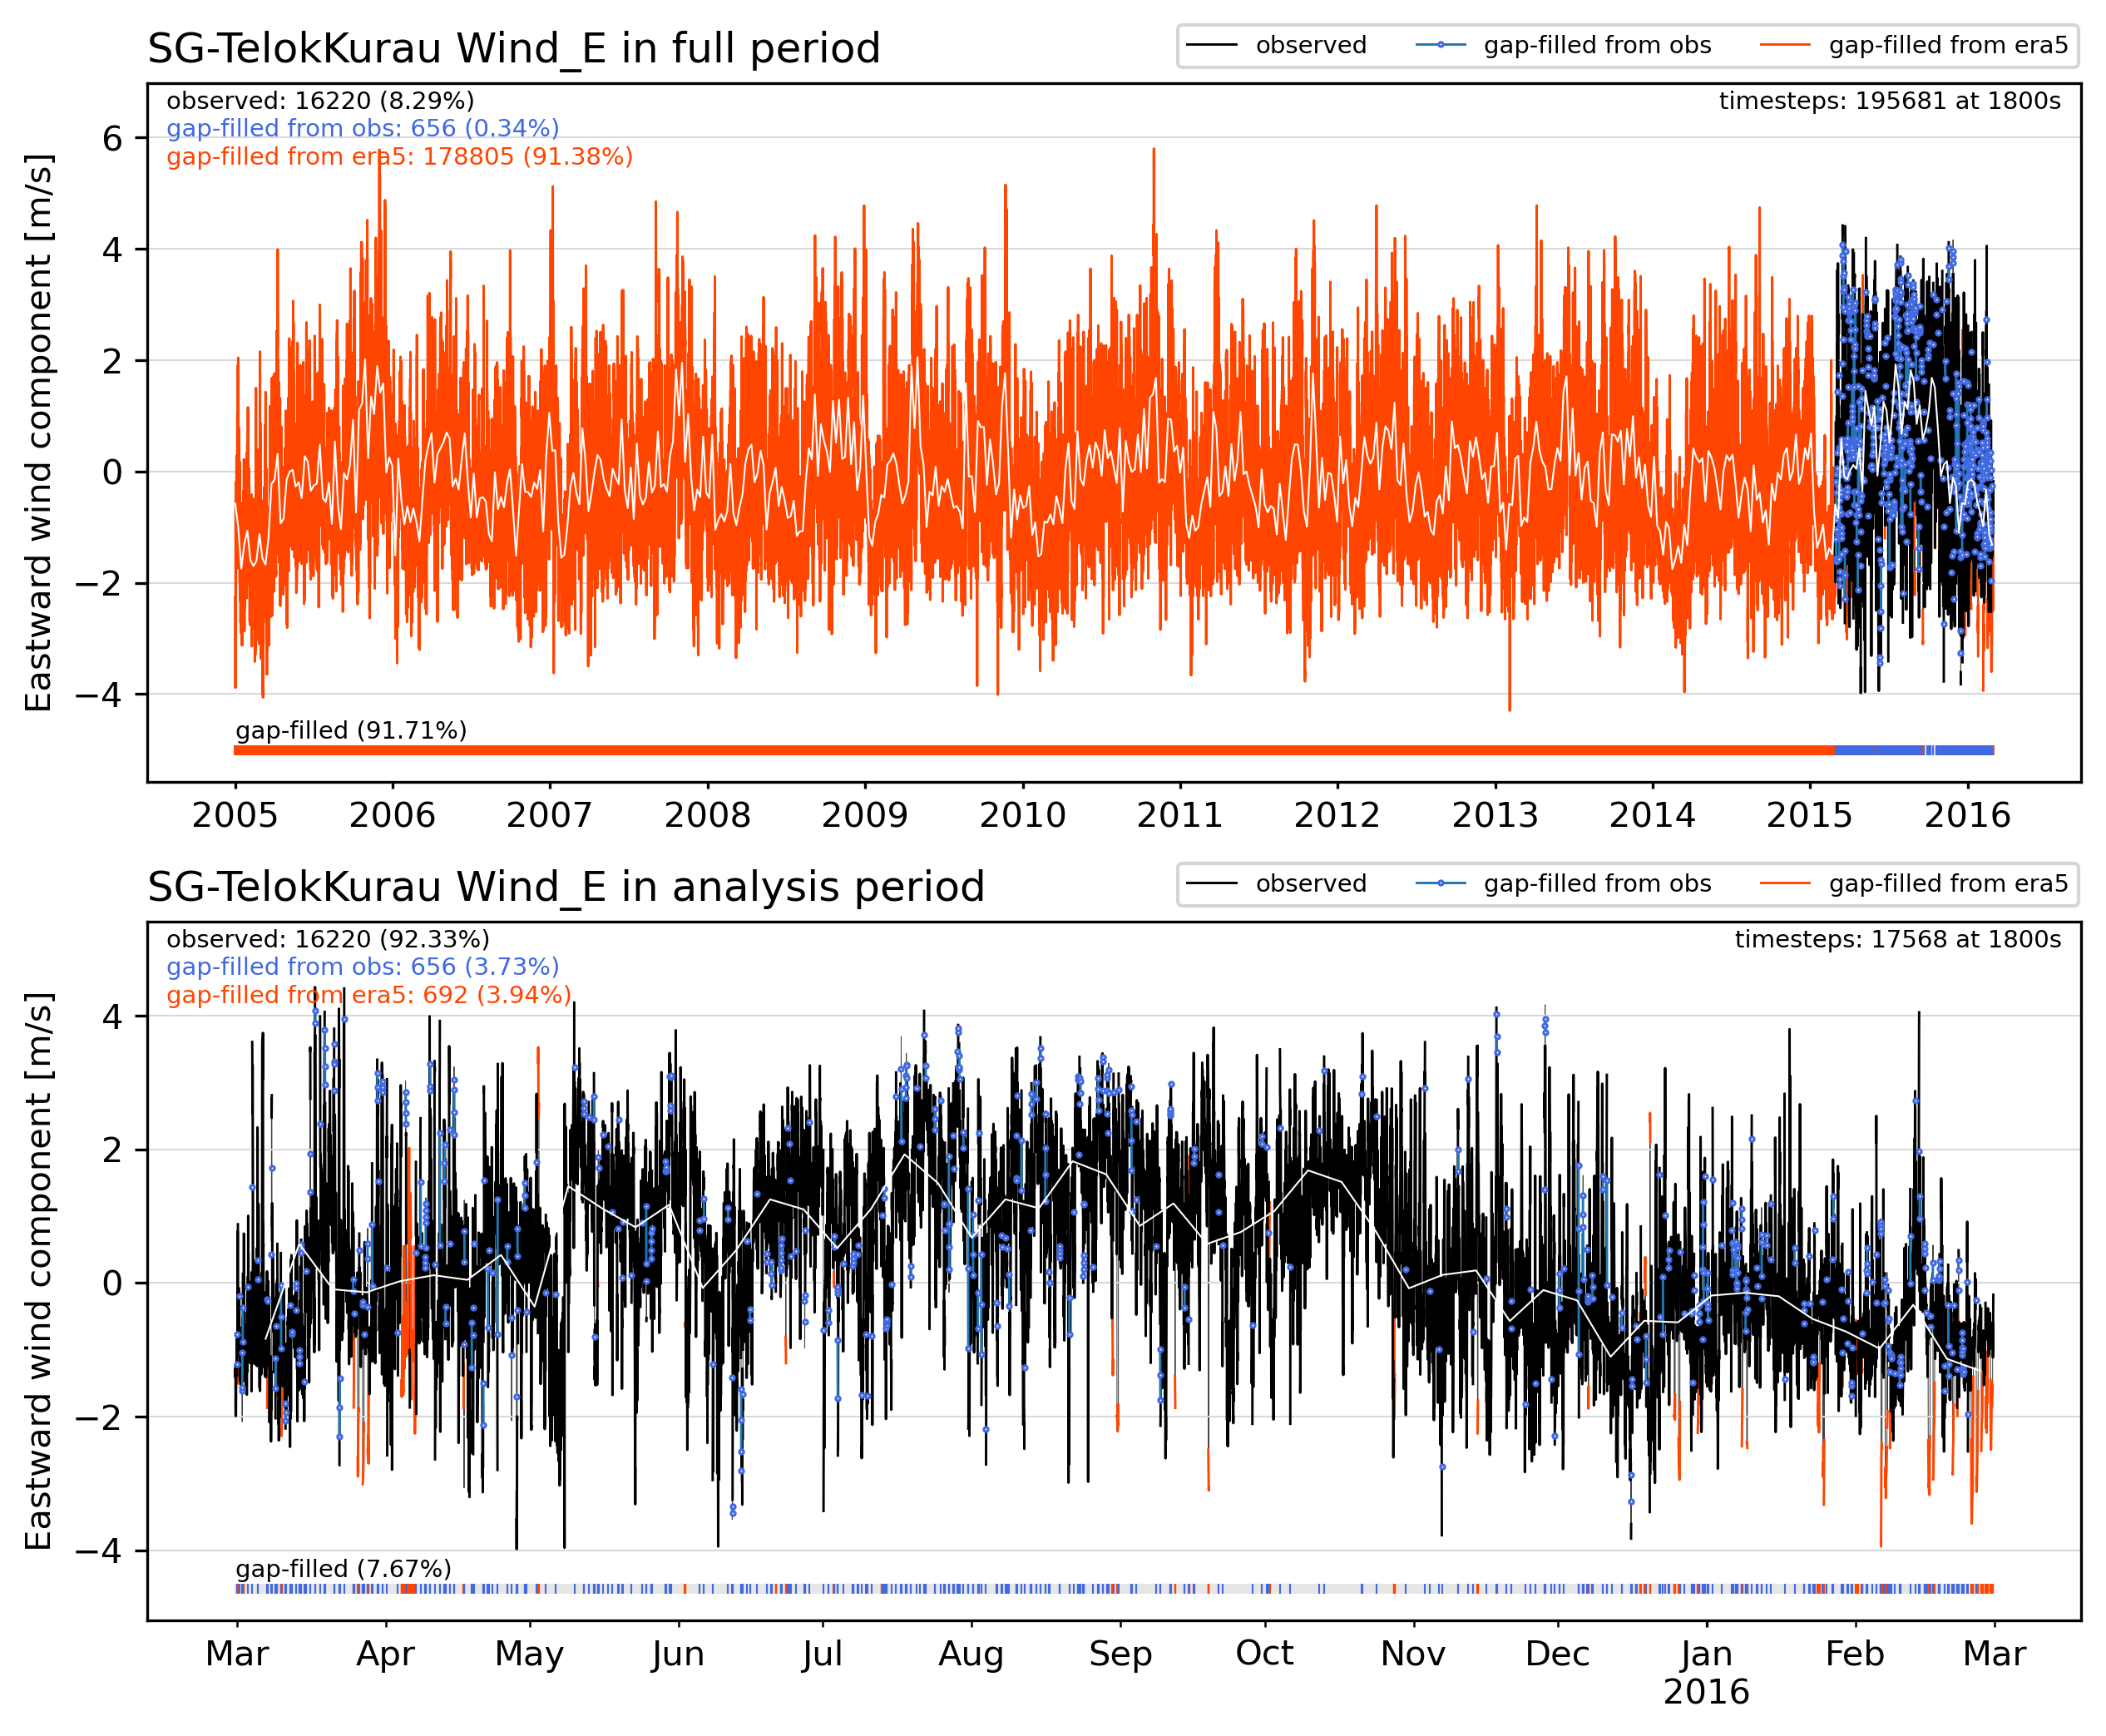 SG-TelokKurau Wind_E in full period
observed
gap-filled from obs
gap-filled from era5
observed: 16220 (8.29%)
timesteps: 195681 at 1800s
gap-filled from obs: 656 (0.34%)
gap-filled from era5: 178805 (91.38%)
Eastward wind component [m/s]
6
4
2
0
−2
−4
gap-filled (91.71%)
2005
2006
2007
2008
2009
2010
2011
2012
2013
2014
2015
2016
SG-TelokKurau Wind_E in analysis period
observed
gap-filled from obs
gap-filled from era5
observed: 16220 (92.33%)
timesteps: 17568 at 1800s
gap-filled from obs: 656 (3.73%)
gap-filled from era5: 692 (3.94%)
Eastward wind component [m/s]
4
2
0
−2
−4
gap-filled (7.67%)
Mar
Apr
May
Jun
Jul
Aug
Sep
Oct
Nov
Dec
Jan
2016
Feb
Mar